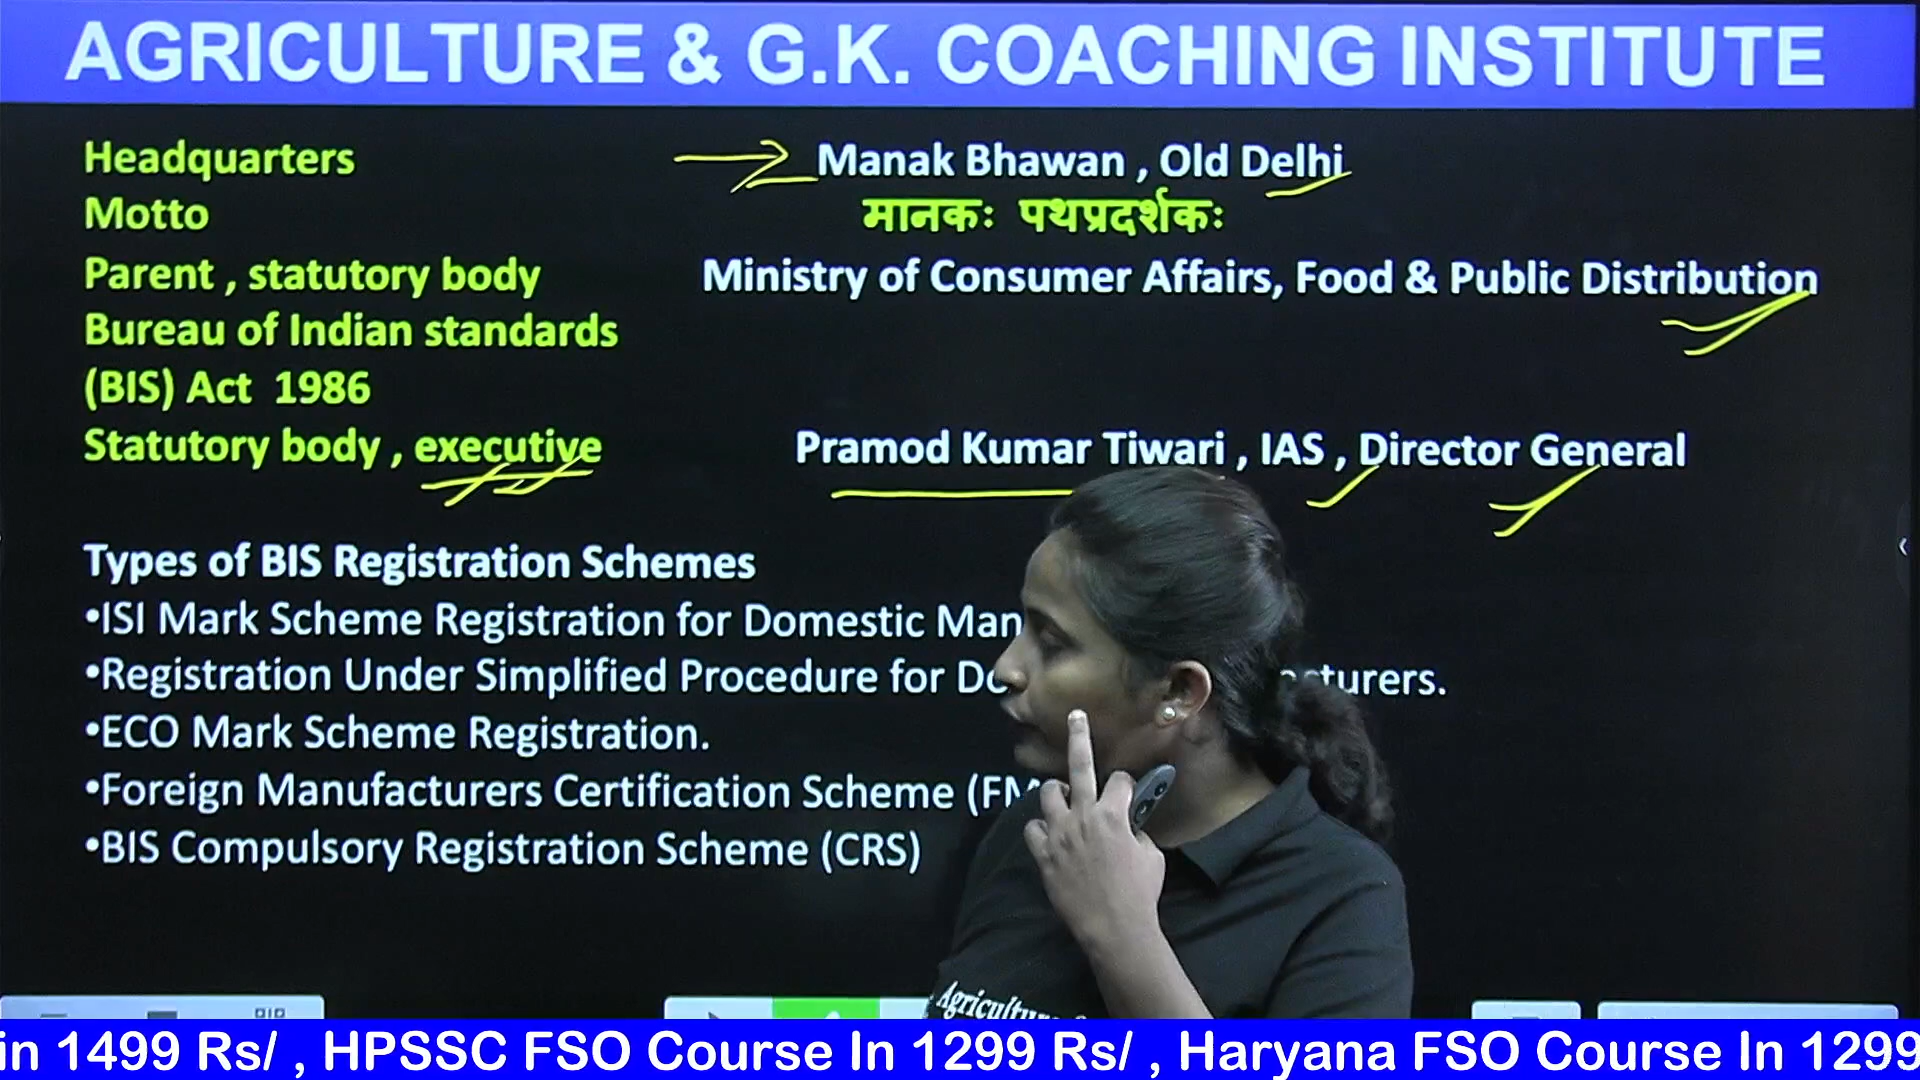 AGRICULTURE & G.K. COACHING INSTITUTE
Headquarters Manak Bhawan , Old Delhi
Motto मानकः पथप्रदर्शकः
Parent , statutory body Ministry of Consumer Affairs, Food & Public Distribution
Bureau of Indian standards
(BIS) Act 1986
Statutory body , executive Pramod Kumar Tiwari , IAS , Director General
Types of BIS Registration Schemes
•ISI Mark Scheme Registration for Domestic
•Registration Under Simplified Procedure for
•ECO Mark Scheme Registration.
•Foreign Manufacturers Certification Scheme
•BIS Compulsory Registration Scheme (CRS)
Agriculture
in 1499 Rs/ , HPSSC FSO Course In 1299 Rs/ , Haryana FSO Course In 1299